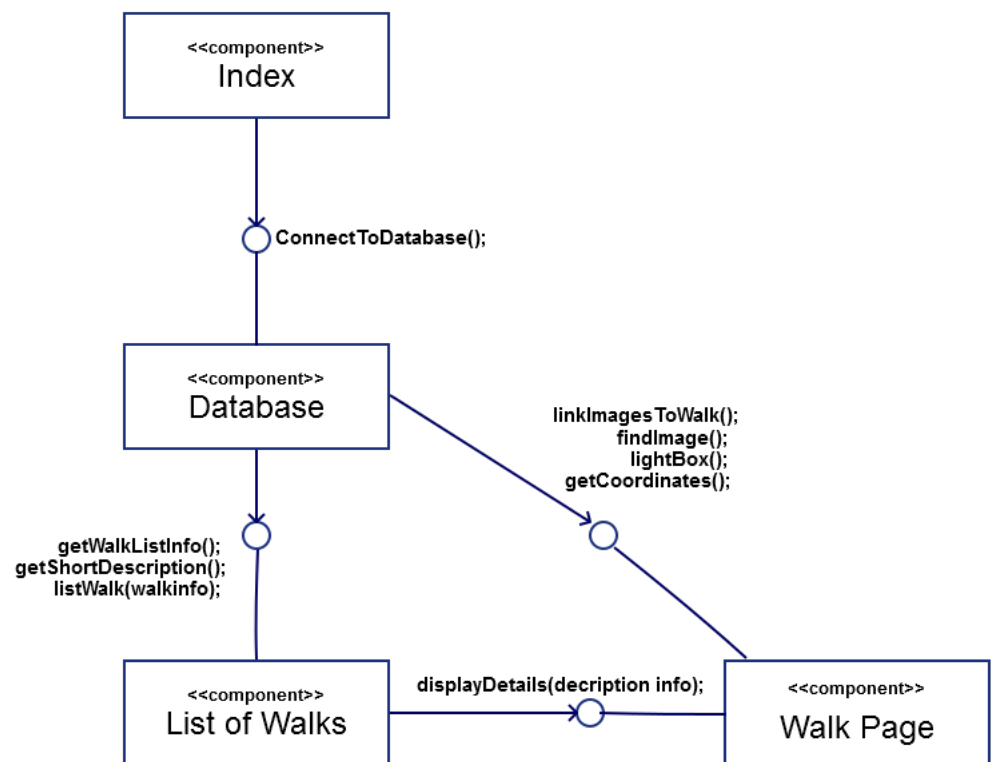 <<component>>
Index
ConnectToDatabase();
<<component>>
Database
linkImagesToWalk();
findImage();
lightBox();
getCoordinates();
getWalkListInfo();
getShortDescription();
listWalk(walkinfo);
<<component>>
List of Walks
displayDetails(decription info);
<<component>>
Walk Page